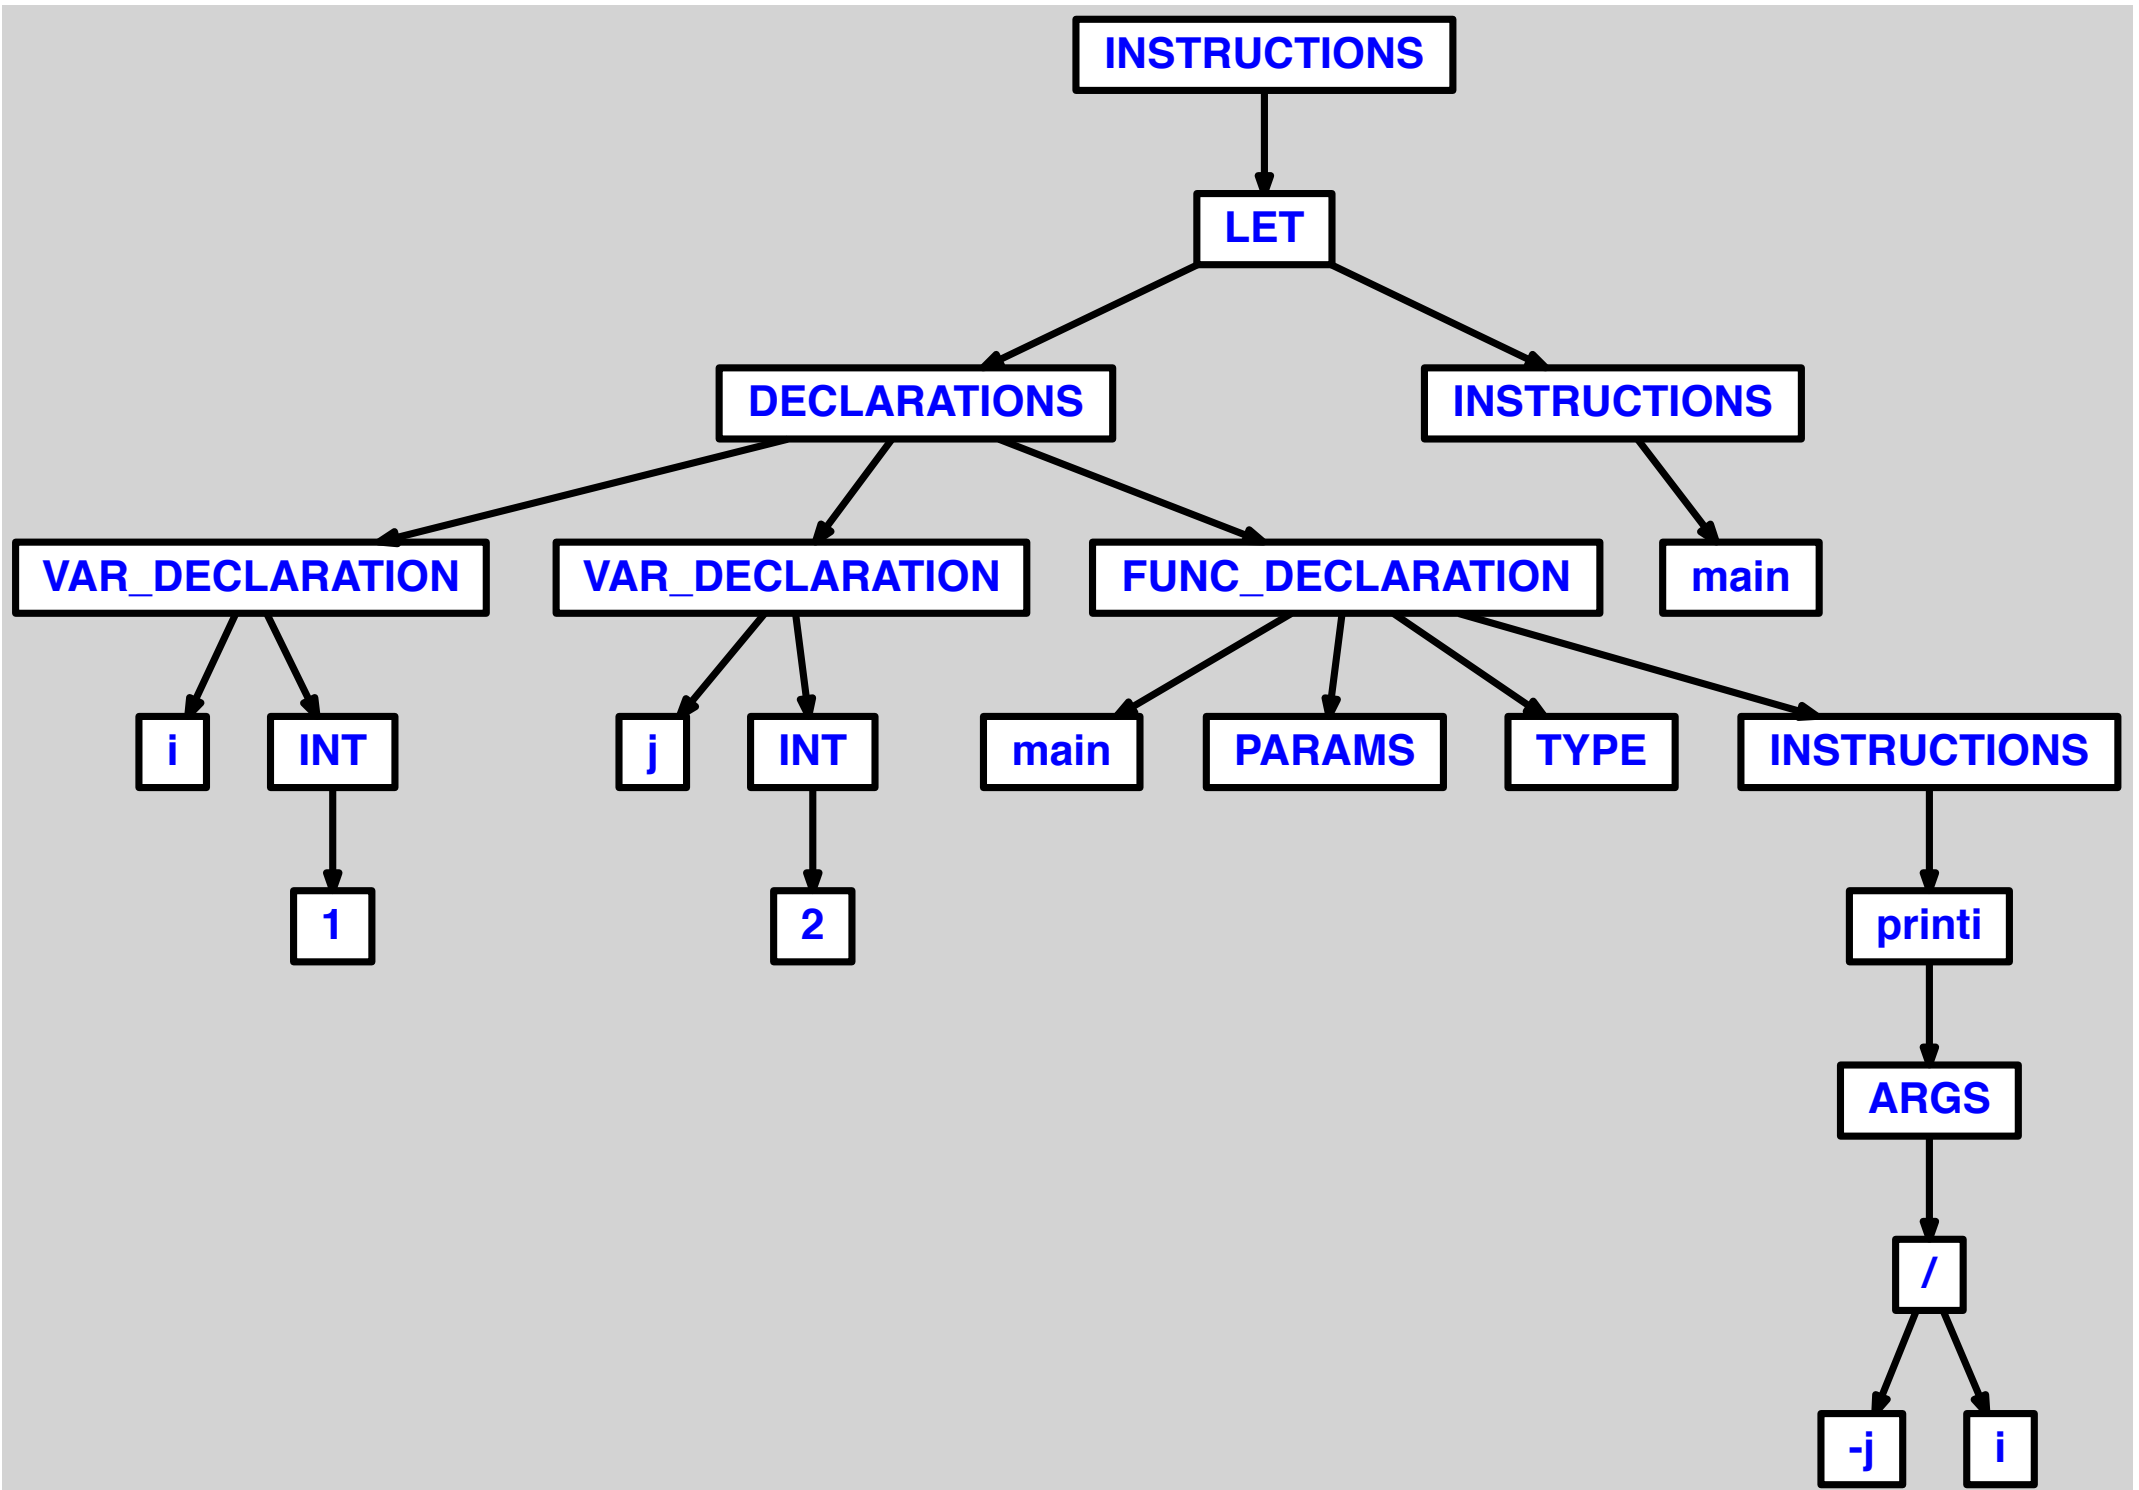 INSTRUCTIONS
LET
DECLARATIONS
INSTRUCTIONS
VAR_DECLARATION
VAR_DECLARATION
FUNC_DECLARATION
main
i
INT
j
INT
main
PARAMS
TYPE
INSTRUCTIONS
1
2
printi
ARGS
/
-j
i